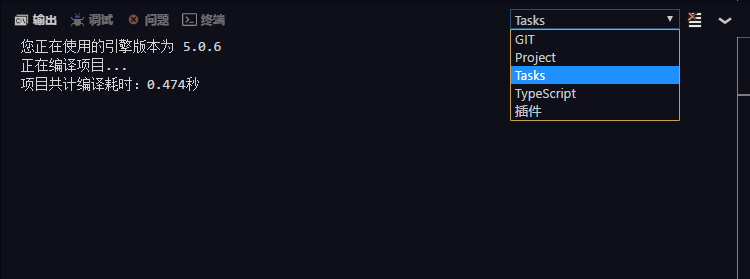 输出 调试 问题 终端 Tasks
您正在使用的引擎版本为 5.0.6
正在编译项目...
项目共计编译耗时：0.474秒
GIT
Project
Tasks
TypeScript
插件